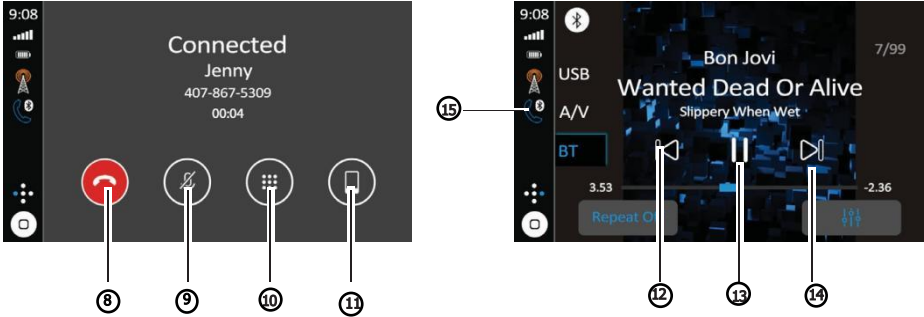 9:08
Connected
Jenny
407-867-5309
00:04
8
9
10
11
9:08
7/99
Bon Jovi
USB
Wanted Dead Or Alive
15
A/V
Slippery When Wet
BT
3.53
-2.36
Repeat O
12
13
14